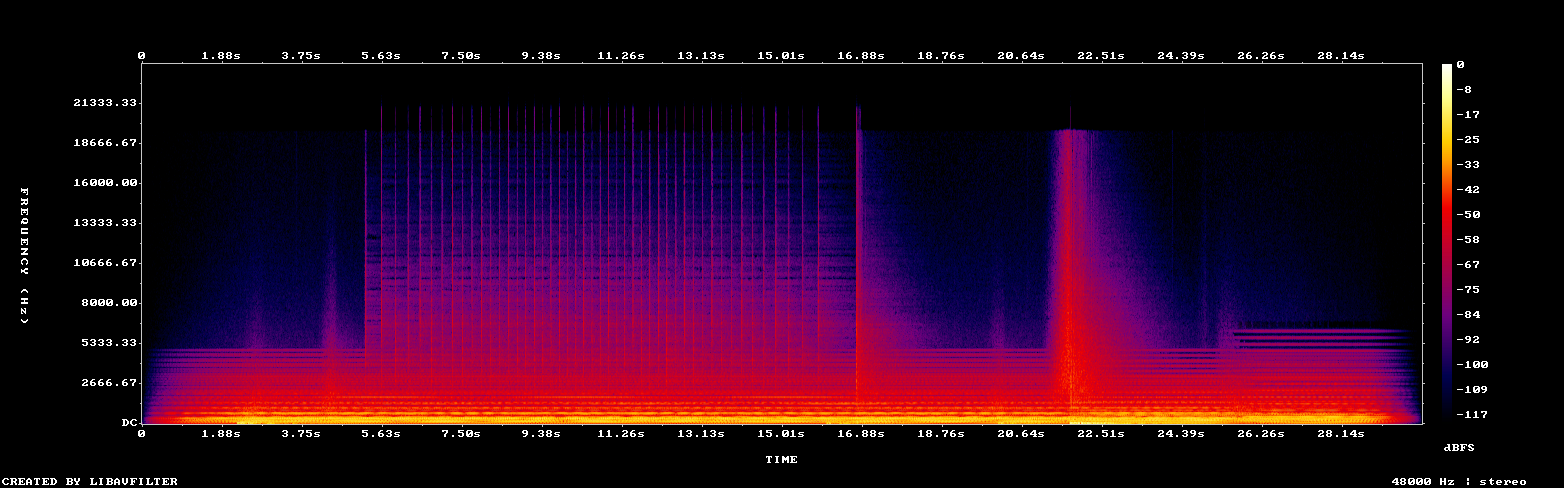 0 1.88s 3.75s 5.63s 7.50s 9.38s 11.26s 13.13s 15.01s 16.88s 18.76s 20.64s 22.51s 24.39s 26.26s 28.14s
21333.33
18666.67
16000.00
13333.33
10666.67
8000.00
5333.33
2666.67
DC
FREQUENCY (Hz)
0
-8
-17
-25
-33
-42
-50
-58
-67
-75
-84
-92
-100
-109
-117
dBFS
0 1.88s 3.75s 5.63s 7.50s 9.38s 11.26s 13.13s 15.01s 16.88s 18.76s 20.64s 22.51s 24.39s 26.26s 28.14s
TIME
CREATED BY LIBAVFILTER
48000 Hz | stereo